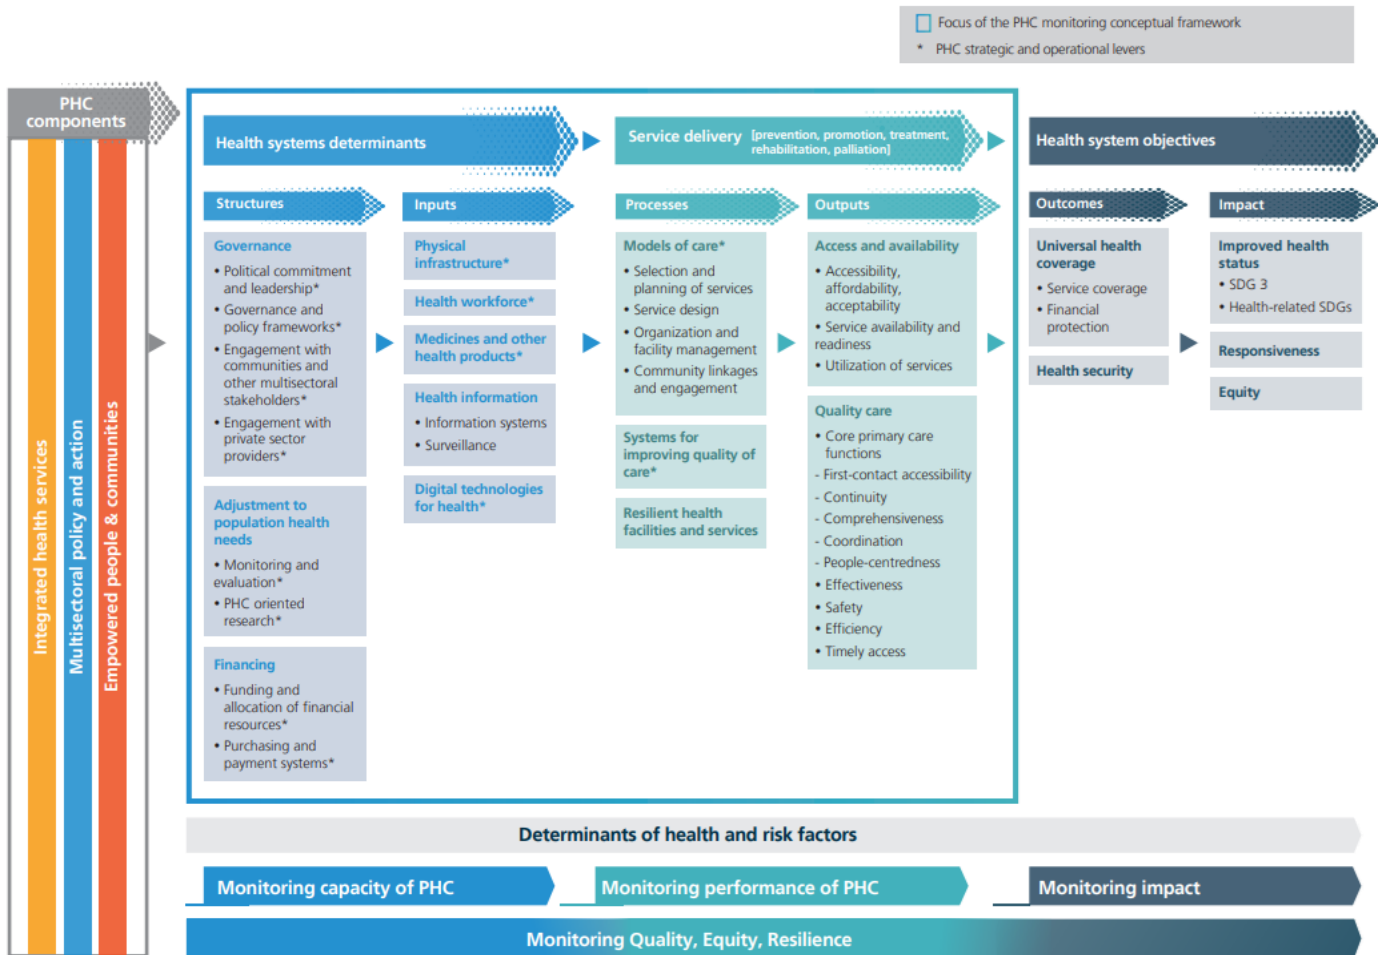 Focus of the PHC monitoring conceptual framework
* PHC strategic and operational levers
PHC
components
Integrated health services
Multisectoral policy and action
Empowered people & communities
Health systems determinants
Structures
Governance
• Political commitment
and leadership*
• Governance and
policy frameworks*
• Engagement with
communities and
other multisectoral
stakeholders*
• Engagement with
private sector
providers*
Adjustment to
population health
needs
• Monitoring and
evaluation*
• PHC oriented
research*
Financing
• Funding and
allocation of financial
resources*
• Purchasing and
payment systems*
Inputs
Physical
infrastructure*
Health workforce*
Medicines and other
health products*
Health information
• Information systems
• Surveillance
Digital technologies
for health*
Service delivery [prevention, promotion, treatment,
rehabilitation, palliation]
Processes
Models of care*
• Selection and
planning of services
• Service design
• Organization and
facility management
• Community linkages
and engagement
Systems for
improving quality of
care*
Resilient health
facilities and services
Outputs
Access and availability
• Accessibility,
affordability,
acceptability
• Service availability and
readiness
• Utilization of services
Quality care
• Core primary care
functions
- First-contact accessibility
- Continuity
- Comprehensiveness
- Coordination
- People-centredness
• Effectiveness
• Safety
• Efficiency
• Timely access
Health system objectives
Outcomes
Universal health
coverage
• Service coverage
• Financial
protection
Health security
Impact
Improved health
status
• SDG 3
• Health-related SDGs
Responsiveness
Equity
Determinants of health and risk factors
Monitoring capacity of PHC
Monitoring performance of PHC
Monitoring impact
Monitoring Quality, Equity, Resilience